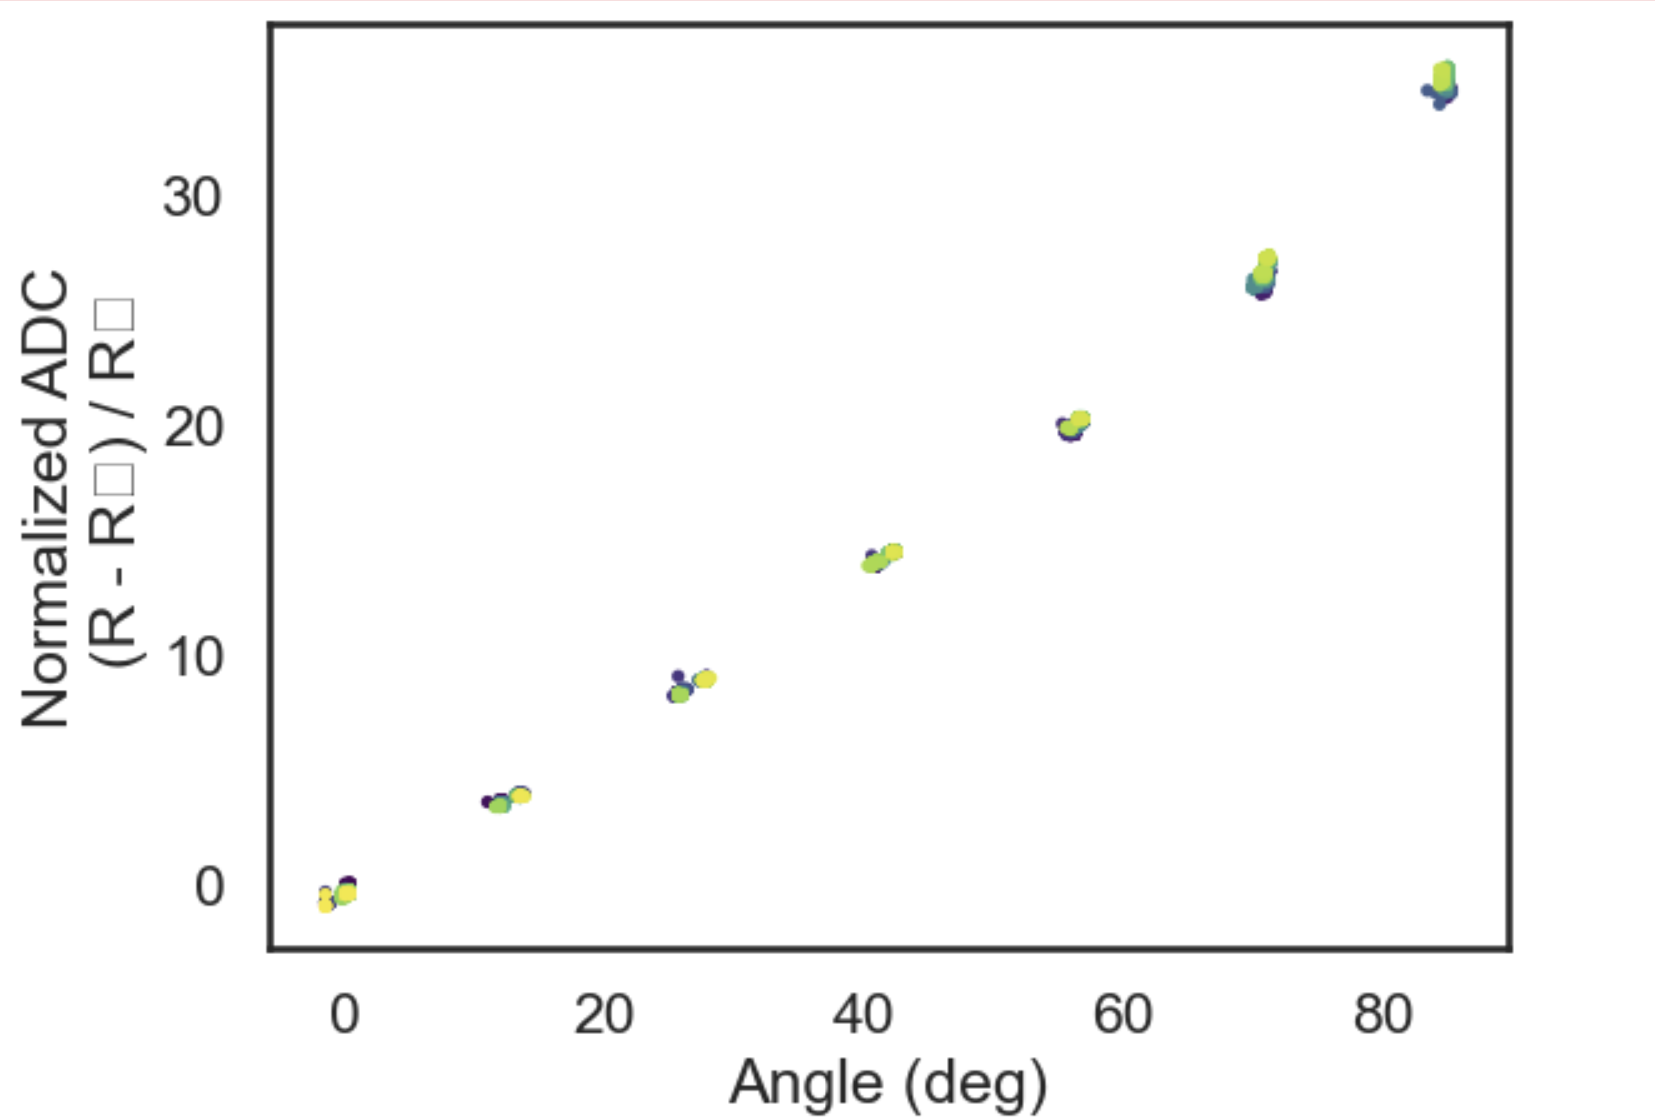 Normalized ADC
(R - R□) / R□
30
20
10
0
0 20 40 60 80
Angle (deg)